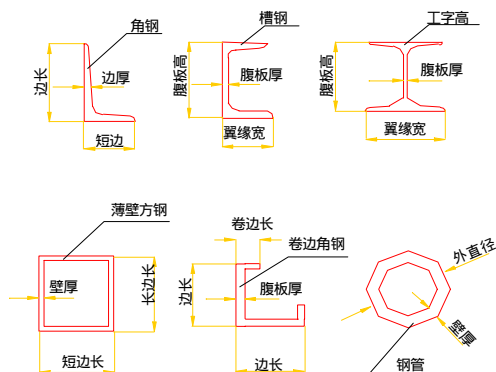 角钢
边长
边厚
短边
槽钢
腹板高
腹板厚
翼缘宽
工字高
腹板高
腹板厚
翼缘宽
薄壁方钢
壁厚
长边长
短边长
卷边长
卷边角钢
边长
腹板厚
边长
外直径
壁厚
钢管